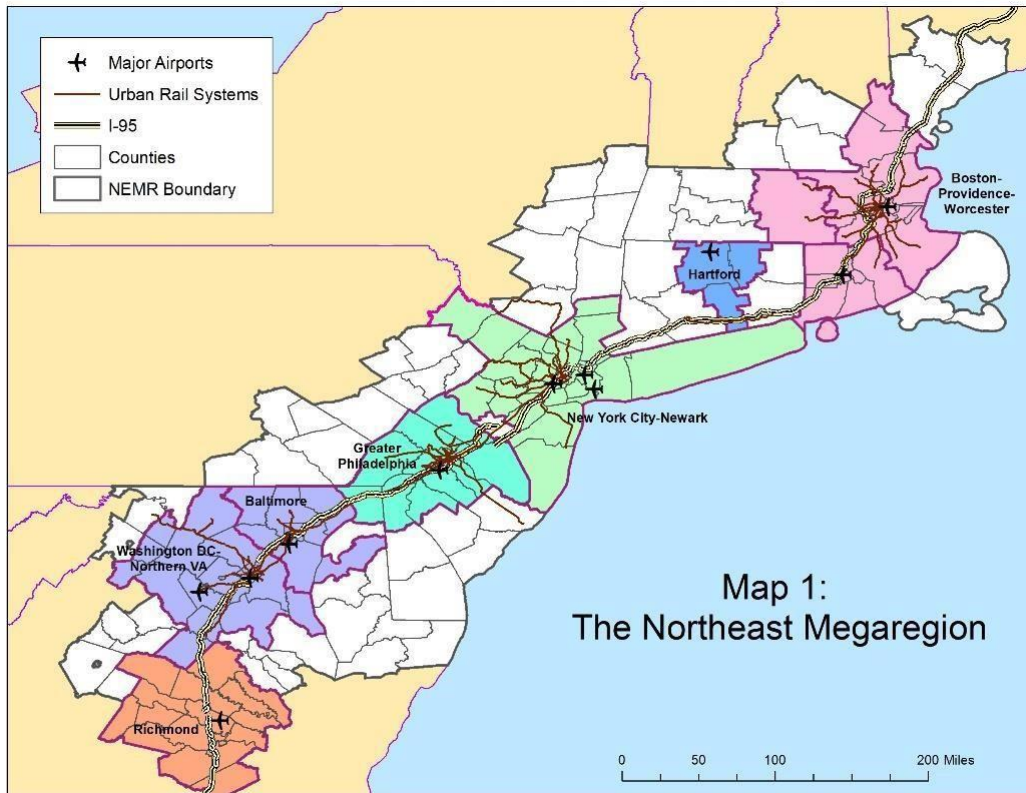 Major Airports
Urban Rail Systems
I-95
Counties
NEMR Boundary
Boston-
Providence-
Worcester
Hartford
New York City-Newark
Greater
Philadelphia
Baltimore
Washington DC-
Northern VA
Richmond
Map 1:
The Northeast Megaregion
0 50 100 200 Miles